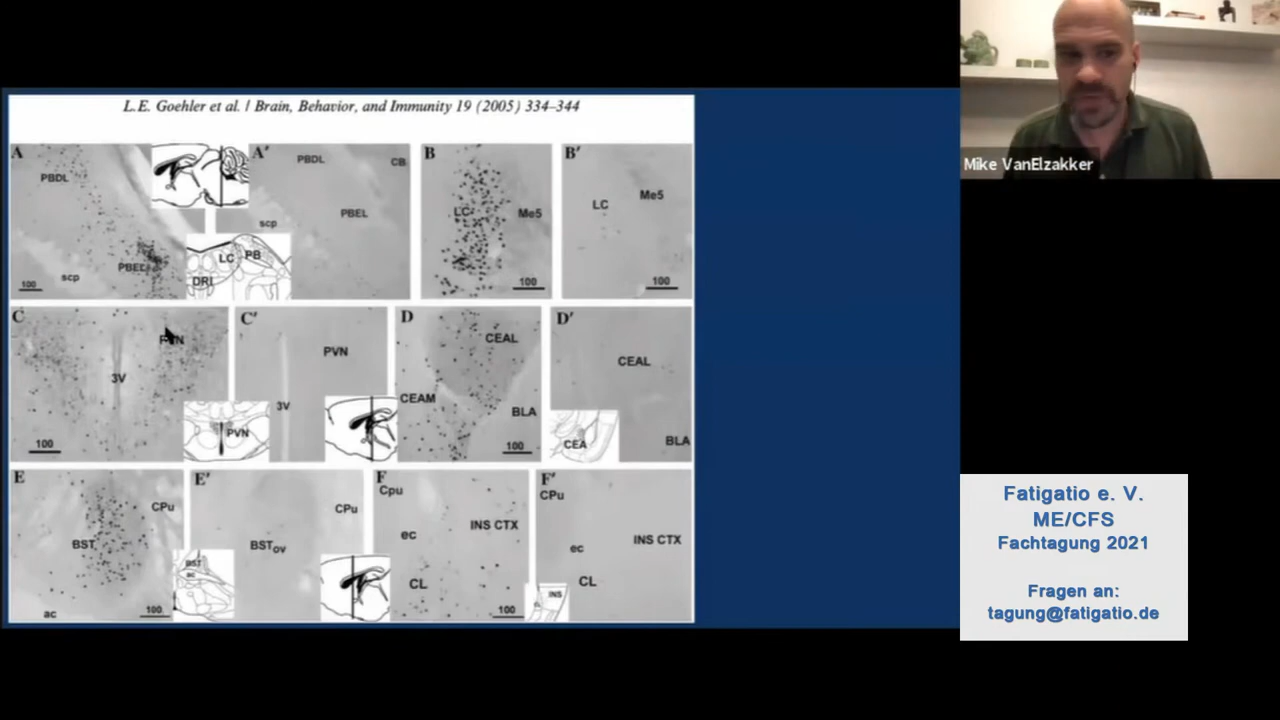 L.E. Goehler et al. / Brain, Behavior, and Immunity 19 (2005) 334–344
A
PBDL
scp
PBEL
100
A′
PBDL
CB
PBEL
scp
LC
PB
DRI
B
LC
Me5
100
B′
LC
Me5
100
C
PVN
3V
100
PVN
C′
PVN
3V
D
CEAL
CEAM
BLA
100
D′
CEAL
BLA
CEA
E
CPu
BST
ac
100
BST
ac
E′
CPu
BSTov
F
Cpu
ec
INS CTX
CL
100
INS
F′
CPu
ec
INS CTX
CL
Mike VanElzakker
Fatigatio e. V.
ME/CFS
Fachtagung 2021
Fragen an:
tagung@fatigatio.de